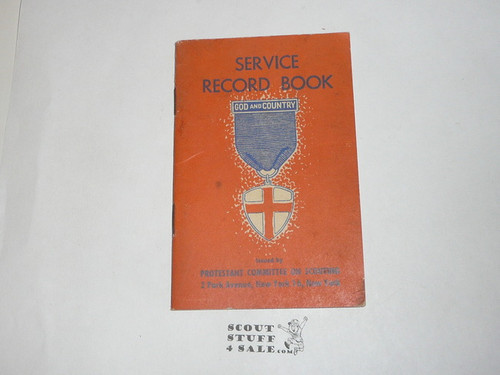 SERVICE
RECORD BOOK
GOD AND COUNTRY
Issued by
PROTESTANT COMMITTEE ON SCOUTING
2 Park Avenue, New York 16, New York
SCOUT
STUFF
4 SALE.com